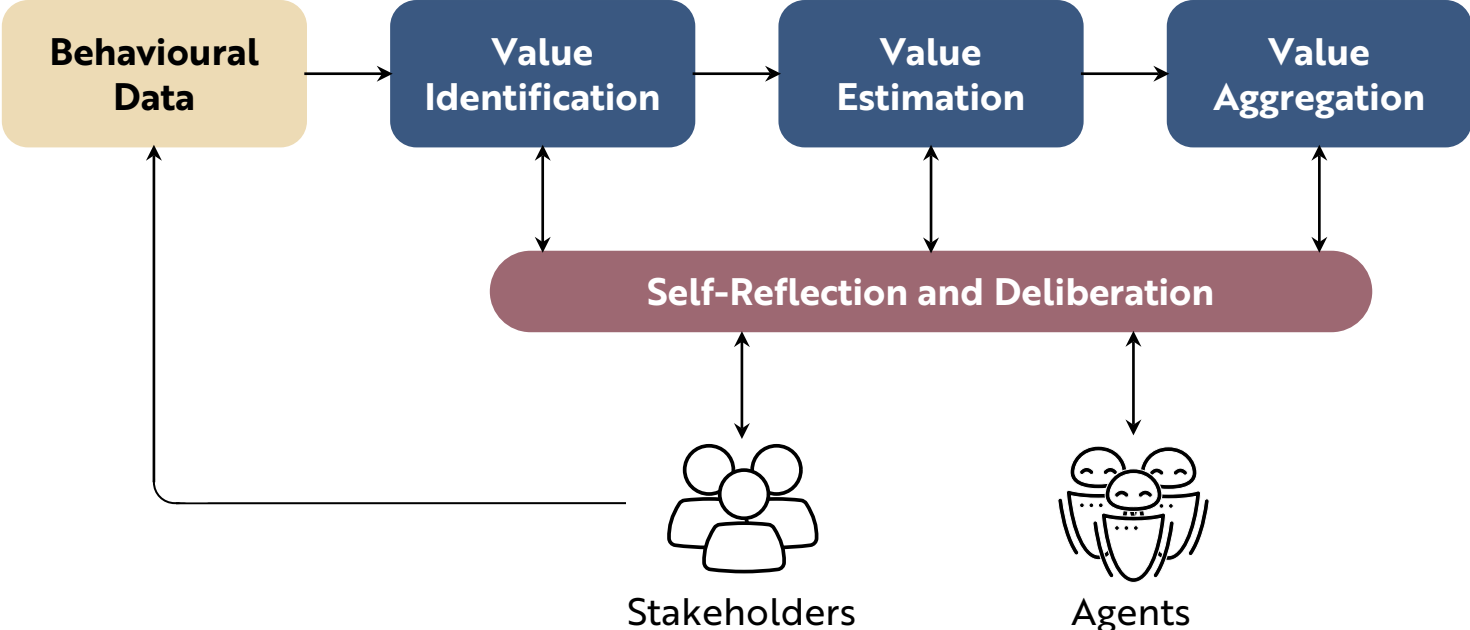 Behavioural
Data
Value
Identification
Value
Estimation
Value
Aggregation
Self-Reflection and Deliberation
Stakeholders
Agents